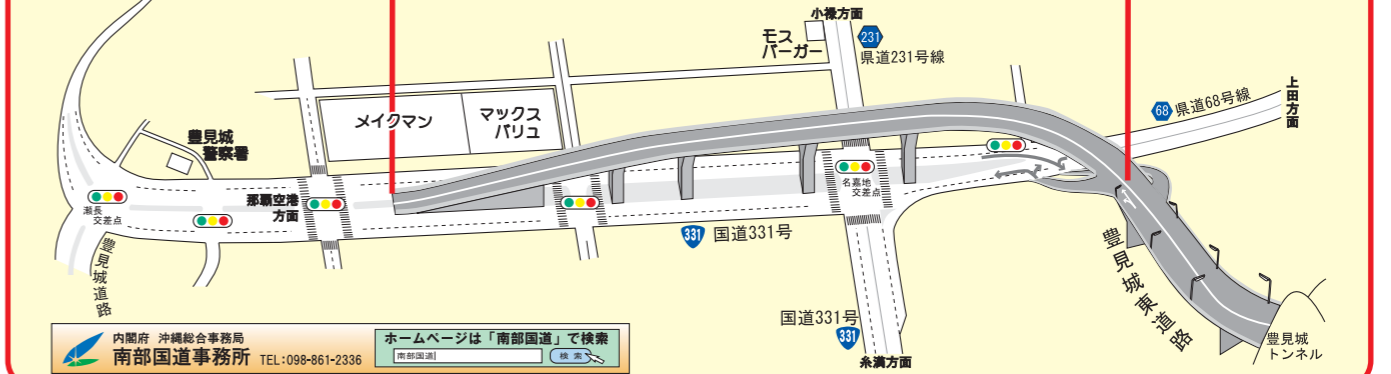 小禄方面
モス
バーガー
231
県道231号線
上田方面
68
県道68号線
メイクマン
マックス
バリュ
豊見城
警察署
那覇空港
方面
瀬長
交差点
名嘉地
交差点
331
国道331号
豊見城道路
豊見城東道路
国道331号
331
糸満方面
豊見城
トンネル
内閣府 沖縄総合事務局
南部国道事務所 TEL:098-861-2336
ホームページは「南部国道」で検索
南部国道
検索